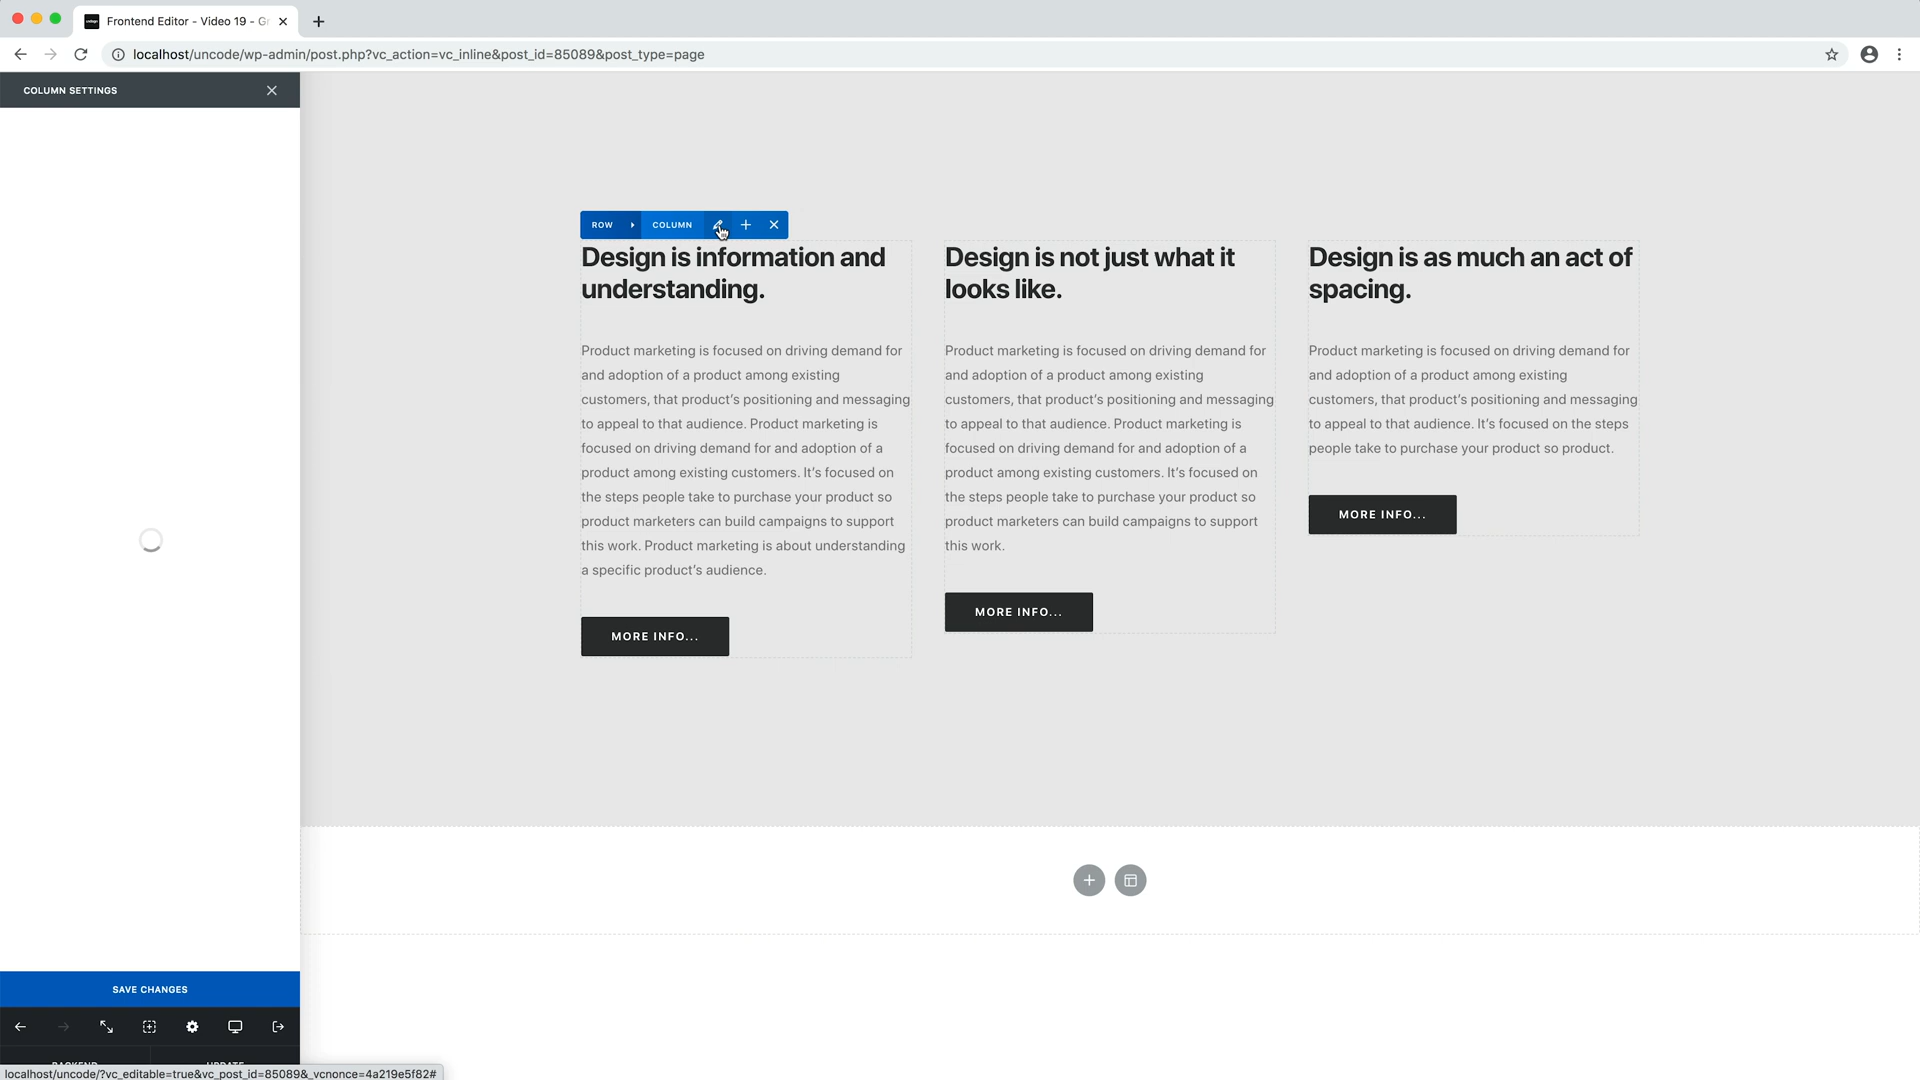 Frontend Editor - Video 19 - Gr
localhost/uncode/wp-admin/post.php?vc_action=vc_inline&post_id=85089&post_type=page
COLUMN SETTINGS
ROW
COLUMN
Design is information and
understanding.
Product marketing is focused on driving demand for
and adoption of a product among existing
customers, that product’s positioning and messaging
to appeal to that audience. Product marketing is
focused on driving demand for and adoption of a
product among existing customers. It’s focused on
the steps people take to purchase your product so
product marketers can build campaigns to support
this work. Product marketing is about understanding
a specific product’s audience.
MORE INFO...
Design is not just what it
looks like.
Product marketing is focused on driving demand for
and adoption of a product among existing
customers, that product’s positioning and messaging
to appeal to that audience. Product marketing is
focused on driving demand for and adoption of a
product among existing customers. It’s focused on
the steps people take to purchase your product so
product marketers can build campaigns to support
this work.
MORE INFO...
Design is as much an act of
spacing.
Product marketing is focused on driving demand for
and adoption of a product among existing
customers, that product’s positioning and messaging
to appeal to that audience. It’s focused on the steps
people take to purchase your product so product.
MORE INFO...
SAVE CHANGES
BACKEND
UPDATE
localhost/uncode/?vc_editable=true&vc_post_id=85089&_vcnonce=4a219e5f82#